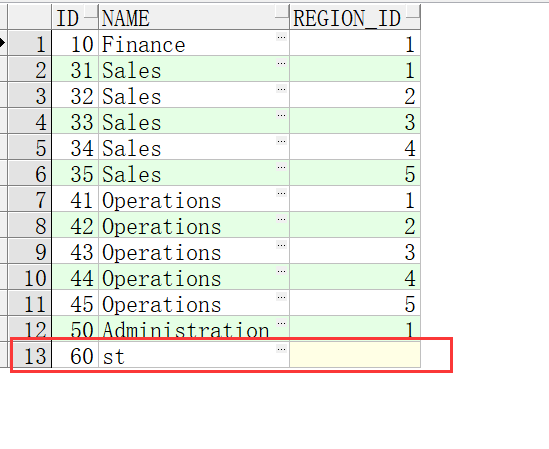 ID NAME REGION_ID
1 10 Finance ... 1
2 31 Sales ... 1
3 32 Sales ... 2
4 33 Sales ... 3
5 34 Sales ... 4
6 35 Sales ... 5
7 41 Operations ... 1
8 42 Operations ... 2
9 43 Operations ... 3
10 44 Operations ... 4
11 45 Operations ... 5
12 50 Administration ... 1
13 60 st ...